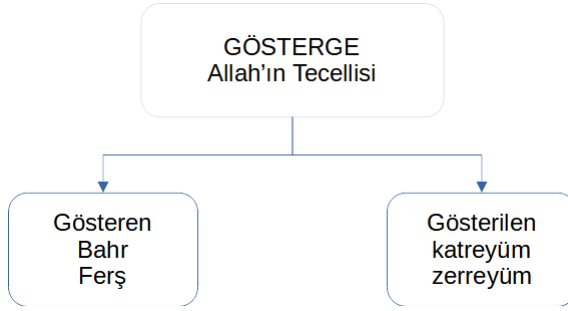 GÖSTERGE
Allah’ın Tecellisi
Gösteren
Bahr
Ferş
Gösterilen
katreyüm
zerreyüm